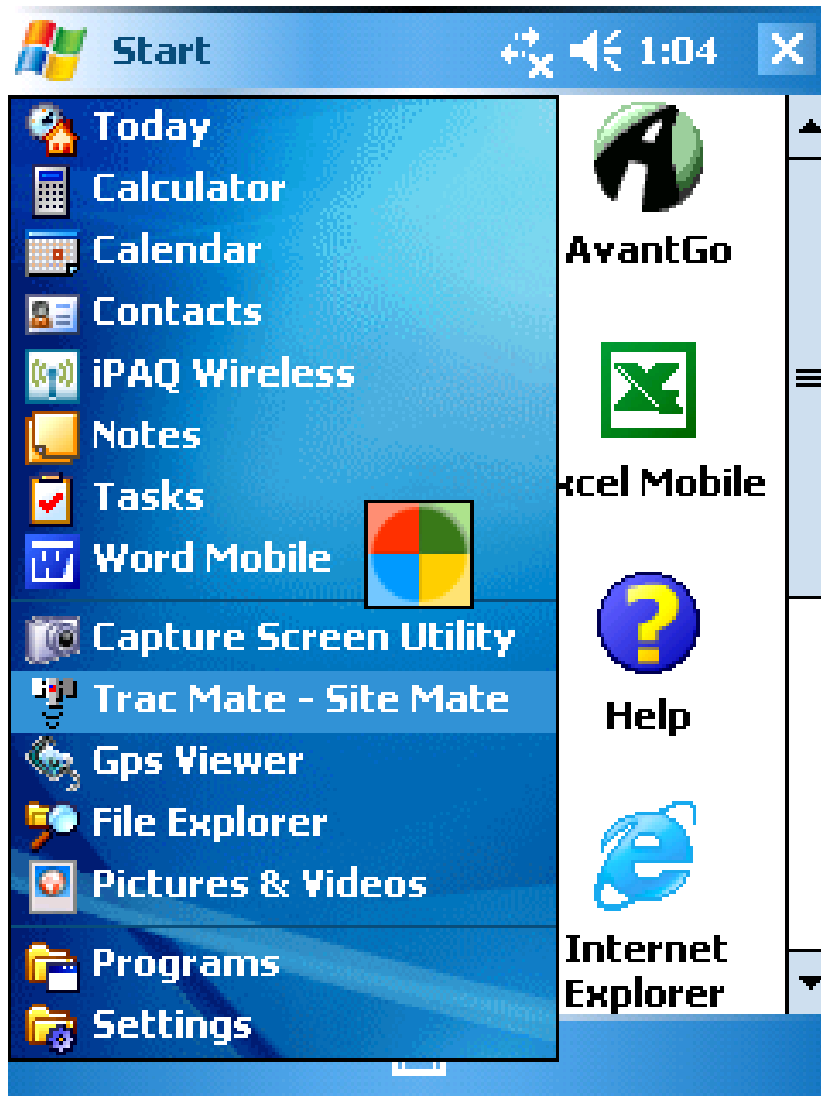 Start 1:04
Today
Calculator
Calendar
Contacts
iPAQ Wireless
Notes
Tasks
Word Mobile
Capture Screen Utility
Trac Mate - Site Mate
Gps Viewer
File Explorer
Pictures & Videos
Programs
Settings
AvantGo
xcel Mobile
Help
Internet
Explorer